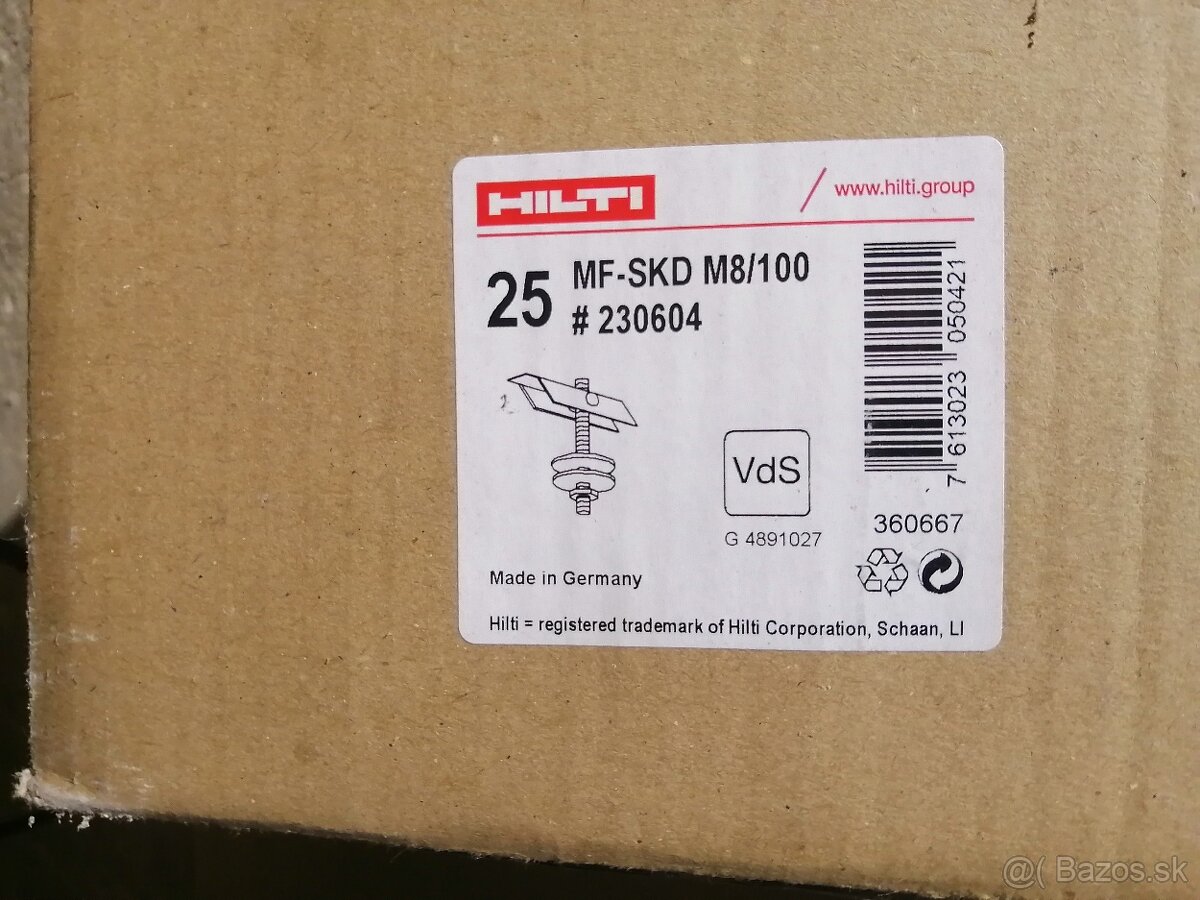 HILTI
www.hilti.group
25
MF-SKD M8/100
# 230604
7 613023 050421
VdS
G 4891027
360667
Made in Germany
Hilti = registered trademark of Hilti Corporation, Schaan, LI
@( Bazos.sk